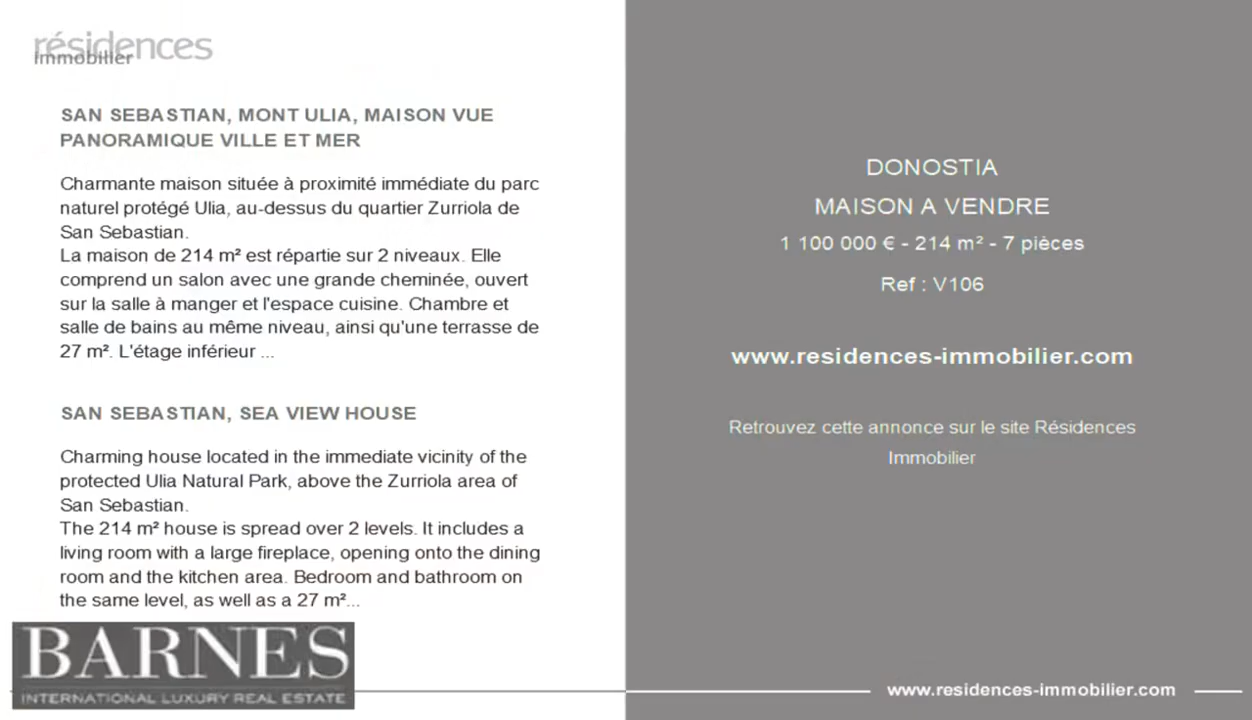 résidences
immobilier
SAN SEBASTIAN, MONT ULIA, MAISON VUE
PANORAMIQUE VILLE ET MER
Charmante maison située à proximité immédiate du parc
naturel protégé Ulia, au-dessus du quartier Zurriola de
San Sebastian.
La maison de 214 m² est répartie sur 2 niveaux. Elle
comprend un salon avec une grande cheminée, ouvert
sur la salle à manger et l'espace cuisine. Chambre et
salle de bains au même niveau, ainsi qu'une terrasse de
27 m². L'étage inférieur ...
SAN SEBASTIAN, SEA VIEW HOUSE
Charming house located in the immediate vicinity of the
protected Ulia Natural Park, above the Zurriola area of
San Sebastian.
The 214 m² house is spread over 2 levels. It includes a
living room with a large fireplace, opening onto the dining
room and the kitchen area. Bedroom and bathroom on
the same level, as well as a 27 m²...
BARNES
INTERNATIONAL LUXURY REAL ESTATE
DONOSTIA
MAISON A VENDRE
1 100 000 € - 214 m² - 7 pièces
Ref : V106
www.residences-immobilier.com
Retrouvez cette annonce sur le site Résidences
Immobilier
www.residences-immobilier.com